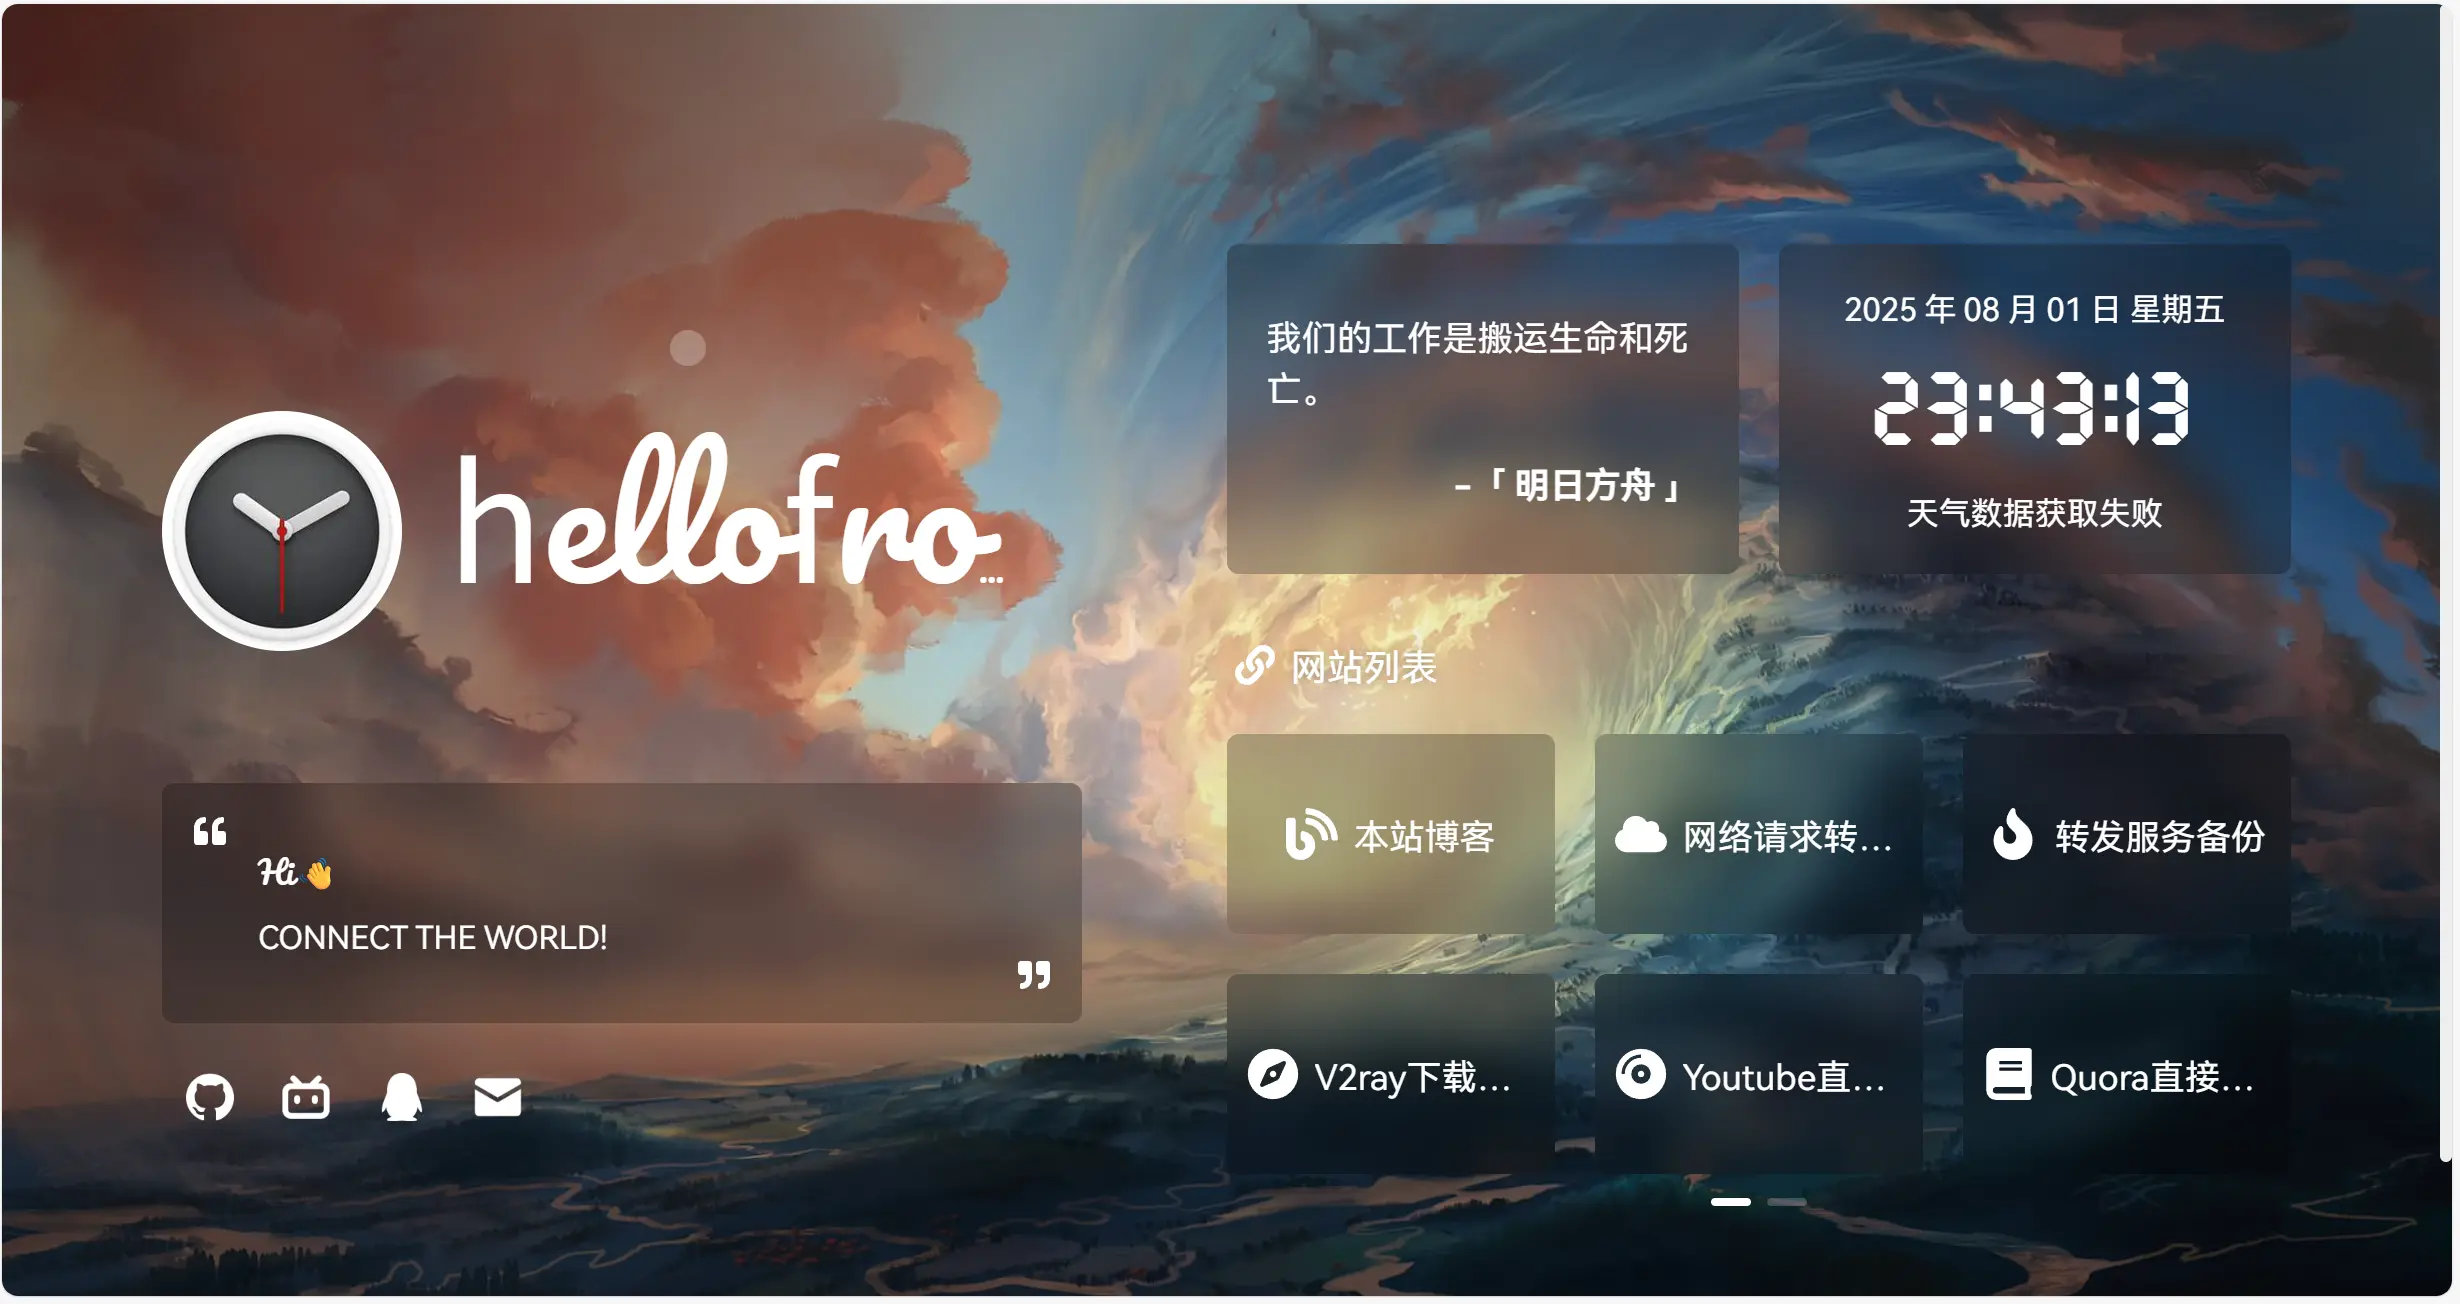 hellofro...
“
Hi👋
CONNECT THE WORLD!
”
我们的工作是搬运生命和死
亡。
-「 明日方舟 」
2025 年 08 月 01 日 星期五
23:43:13
天气数据获取失败
网站列表
本站博客
网络请求转...
转发服务备份
V2ray下载...
Youtube直...
Quora直接...